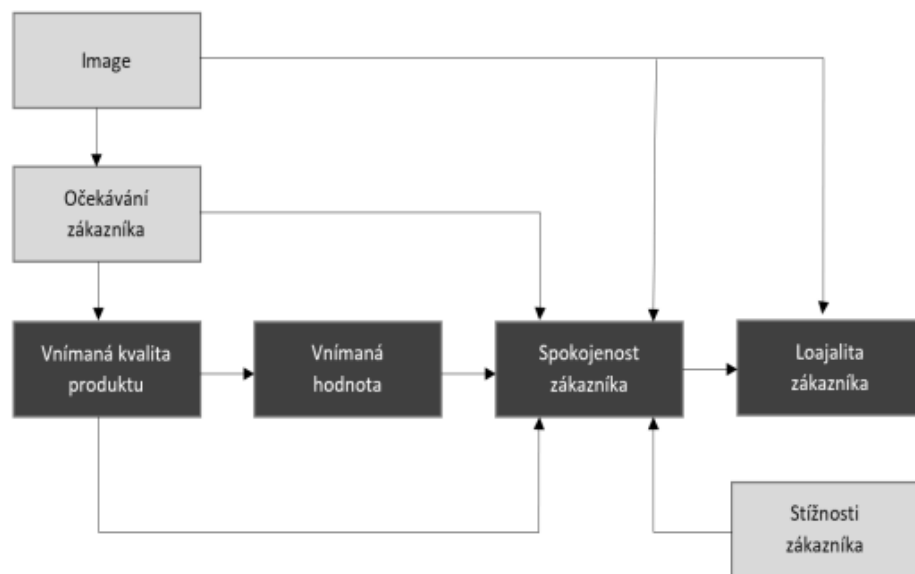 Image
Očekávání
zákazníka
Vnímaná kvalita
produktu
Vnímaná
hodnota
Spokojenost
zákazníka
Loajalita
zákazníka
Stížnosti
zákazníka